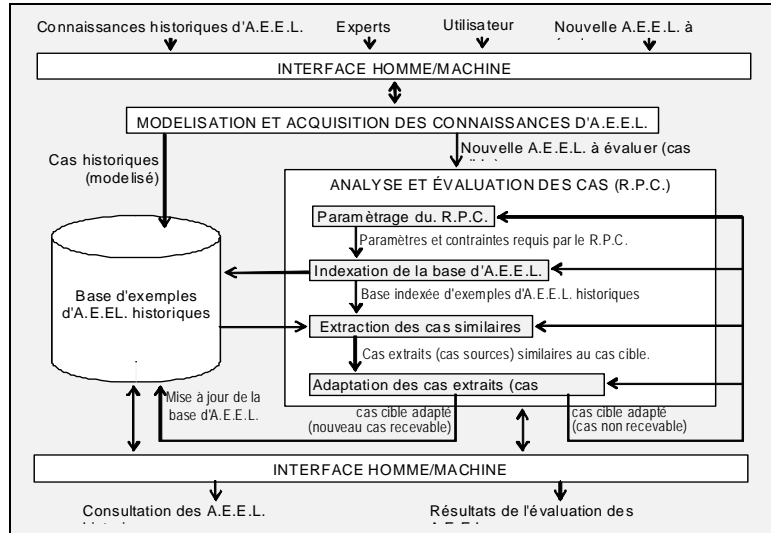 Connaissances historiques d'A.E.E.L.
Experts
Utilisateur
Nouvelle A.E.E.L. à
INTERFACE HOMME/MACHINE
MODELISATION ET ACQUISITION DES CONNAISSANCES D'A.E.E.L.
Cas historiques
(modelisé)
Nouvelle A.E.E.L. à évaluer (cas
ANALYSE ET ÉVALUATION DES CAS (R.P.C.)
Paramètrage du. R.P.C.
Paramètres et contraintes requis par le R.P.C.
Indexation de la base d'A.E.E.L.
Base indexée d'exemples d'A.E.E.L. historiques
Base d'exemples
d'A.E.EL. historiques
Extraction des cas similaires
Cas extraits (cas sources) similaires au cas cible.
Adaptation des cas extraits (cas
Mise à jour de la
base d'A.E.E.L.
cas cible adapté
(nouveau cas recevable)
cas cible adapté
(cas non recevable)
INTERFACE HOMME/MACHINE
Consultation des A.E.E.L.
Résultats de l'évaluation des